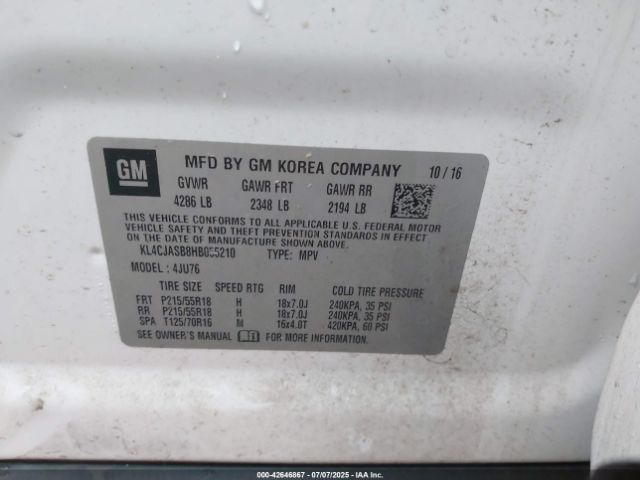 GM MFD BY GM KOREA COMPANY 10 / 16
GVWR GAWR FRT GAWR RR
4286 LB 2348 LB 2194 LB
THIS VEHICLE CONFORMS TO ALL APPLICABLE U.S. FEDERAL MOTOR
VEHICLE SAFETY AND THEFT PREVENTION STANDARDS IN EFFECT
ON THE DATE OF MANUFACTURE SHOWN ABOVE.
KL4CJASB8HB055210 TYPE: MPV
MODEL : 4JU76
TIRE SIZE SPEED RTG RIM COLD TIRE PRESSURE
FRT P215/55R18 H 18x7.0J 240KPA, 35 PSI
RR P215/55R18 H 18x7.0J 240KPA, 35 PSI
SPA T125/70R16 M 16x4.0T 420KPA, 60 PSI
SEE OWNER'S MANUAL FOR MORE INFORMATION.
000-42646867 - 07/07/2025 - IAAI.com